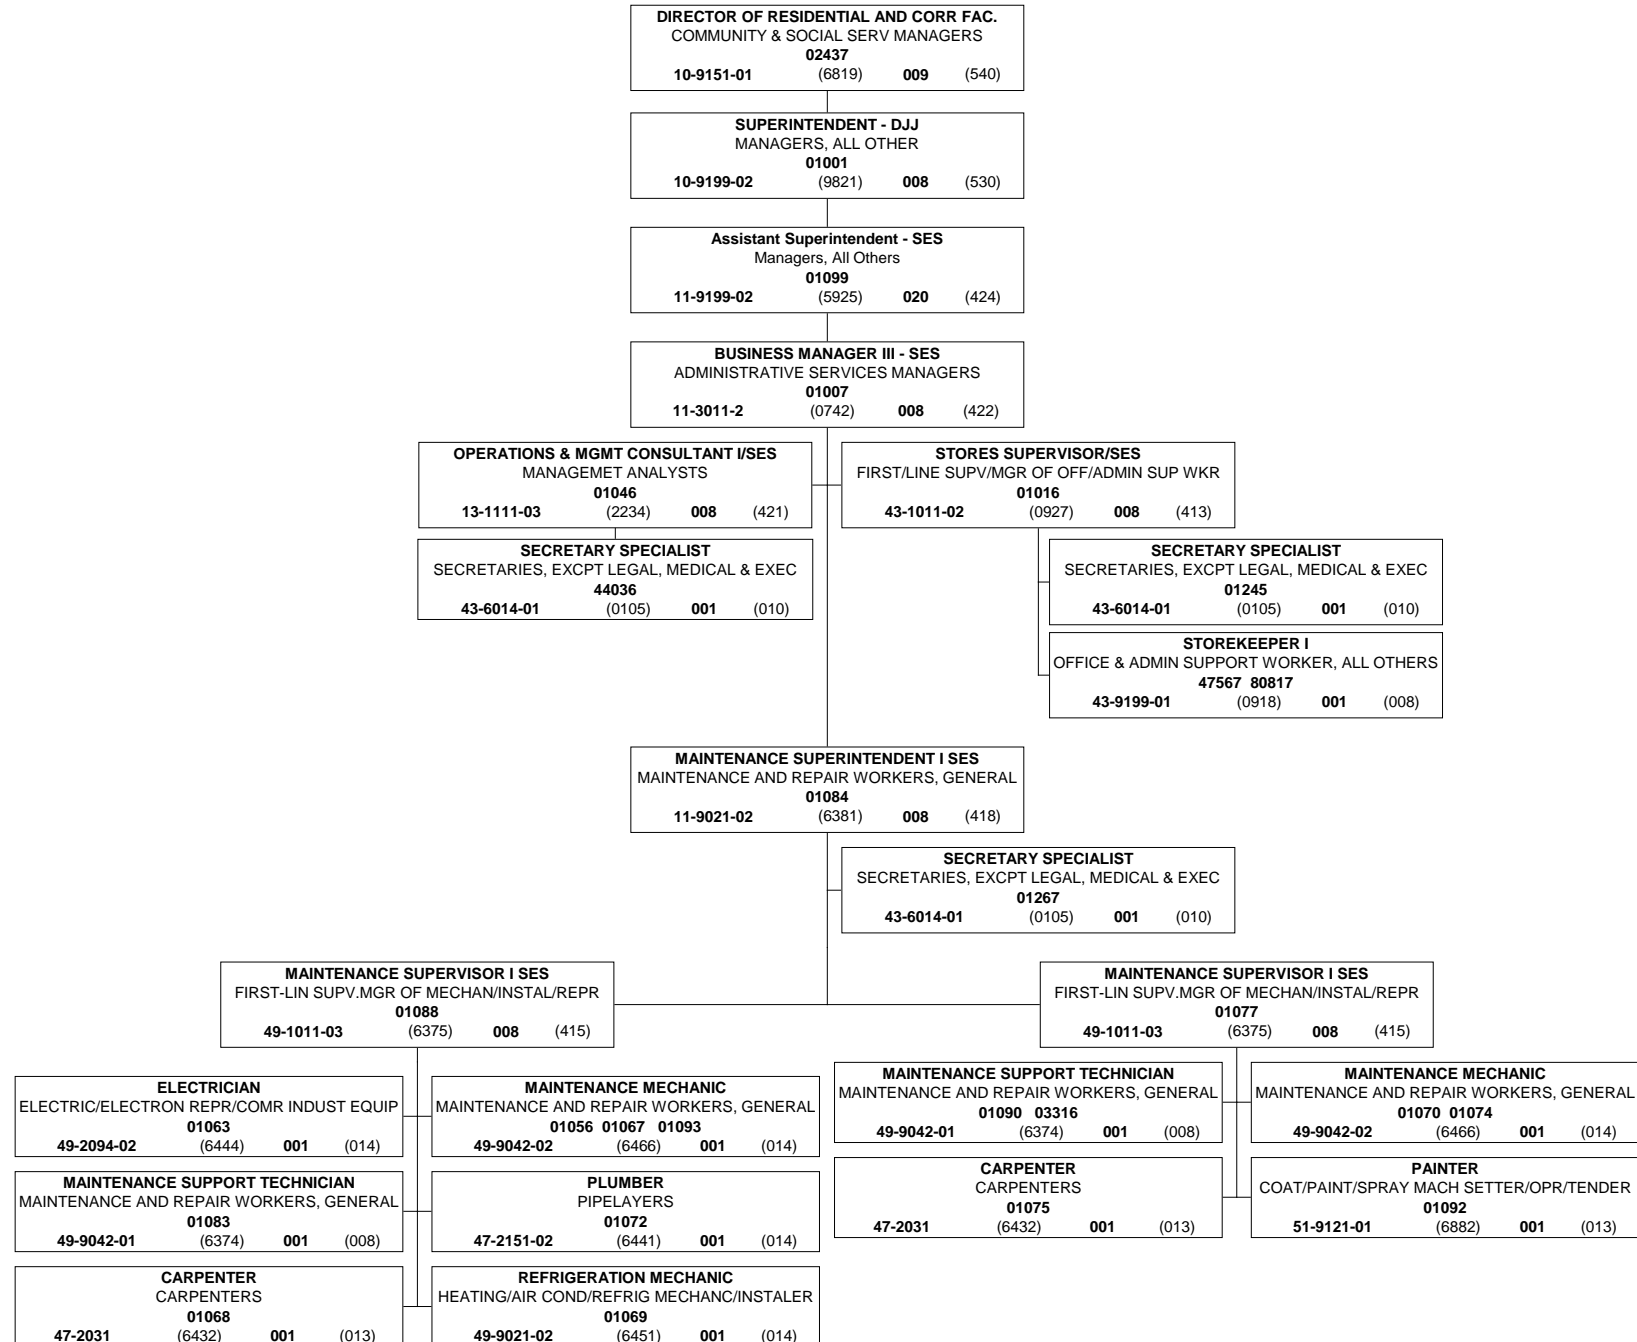 DIRECTOR OF RESIDENTIAL AND CORR FAC.
COMMUNITY & SOCIAL SERV MANAGERS
02437
10-9151-01 (6819) 009 (540)
SUPERINTENDENT - DJJ
MANAGERS, ALL OTHER
01001
10-9199-02 (9821) 008 (530)
Assistant Superintendent - SES
Managers, All Others
01099
11-9199-02 (5925) 020 (424)
BUSINESS MANAGER III - SES
ADMINISTRATIVE SERVICES MANAGERS
01007
11-3011-2 (0742) 008 (422)
OPERATIONS & MGMT CONSULTANT I/SES
MANAGEMET ANALYSTS
01046
13-1111-03 (2234) 008 (421)
STORES SUPERVISOR/SES
FIRST/LINE SUPV/MGR OF OFF/ADMIN SUP WKR
01016
43-1011-02 (0927) 008 (413)
SECRETARY SPECIALIST
SECRETARIES, EXCPT LEGAL, MEDICAL & EXEC
44036
43-6014-01 (0105) 001 (010)
SECRETARY SPECIALIST
SECRETARIES, EXCPT LEGAL, MEDICAL & EXEC
01245
43-6014-01 (0105) 001 (010)
STOREKEEPER I
OFFICE & ADMIN SUPPORT WORKER, ALL OTHERS
47567 80817
43-9199-01 (0918) 001 (008)
MAINTENANCE SUPERINTENDENT I SES
MAINTENANCE AND REPAIR WORKERS, GENERAL
01084
11-9021-02 (6381) 008 (418)
SECRETARY SPECIALIST
SECRETARIES, EXCPT LEGAL, MEDICAL & EXEC
01267
43-6014-01 (0105) 001 (010)
MAINTENANCE SUPERVISOR I SES
FIRST-LIN SUPV.MGR OF MECHAN/INSTAL/REPR
01088
49-1011-03 (6375) 008 (415)
MAINTENANCE SUPERVISOR I SES
FIRST-LIN SUPV.MGR OF MECHAN/INSTAL/REPR
01077
49-1011-03 (6375) 008 (415)
ELECTRICIAN
ELECTRIC/ELECTRON REPR/COMR INDUST EQUIP
01063
49-2094-02 (6444) 001 (014)
MAINTENANCE MECHANIC
MAINTENANCE AND REPAIR WORKERS, GENERAL
01056 01067 01093
49-9042-02 (6466) 001 (014)
MAINTENANCE SUPPORT TECHNICIAN
MAINTENANCE AND REPAIR WORKERS, GENERAL
01090 03316
49-9042-01 (6374) 001 (008)
MAINTENANCE MECHANIC
MAINTENANCE AND REPAIR WORKERS, GENERAL
01070 01074
49-9042-02 (6466) 001 (014)
MAINTENANCE SUPPORT TECHNICIAN
MAINTENANCE AND REPAIR WORKERS, GENERAL
01083
49-9042-01 (6374) 001 (008)
PLUMBER
PIPELAYERS
01072
47-2151-02 (6441) 001 (014)
CARPENTER
CARPENTERS
01075
47-2031 (6432) 001 (013)
PAINTER
COAT/PAINT/SPRAY MACH SETTER/OPR/TENDER
01092
51-9121-01 (6882) 001 (013)
CARPENTER
CARPENTERS
01068
47-2031 (6432) 001 (013)
REFRIGERATION MECHANIC
HEATING/AIR COND/REFRIG MECHANC/INSTALER
01069
49-9021-02 (6451) 001 (014)